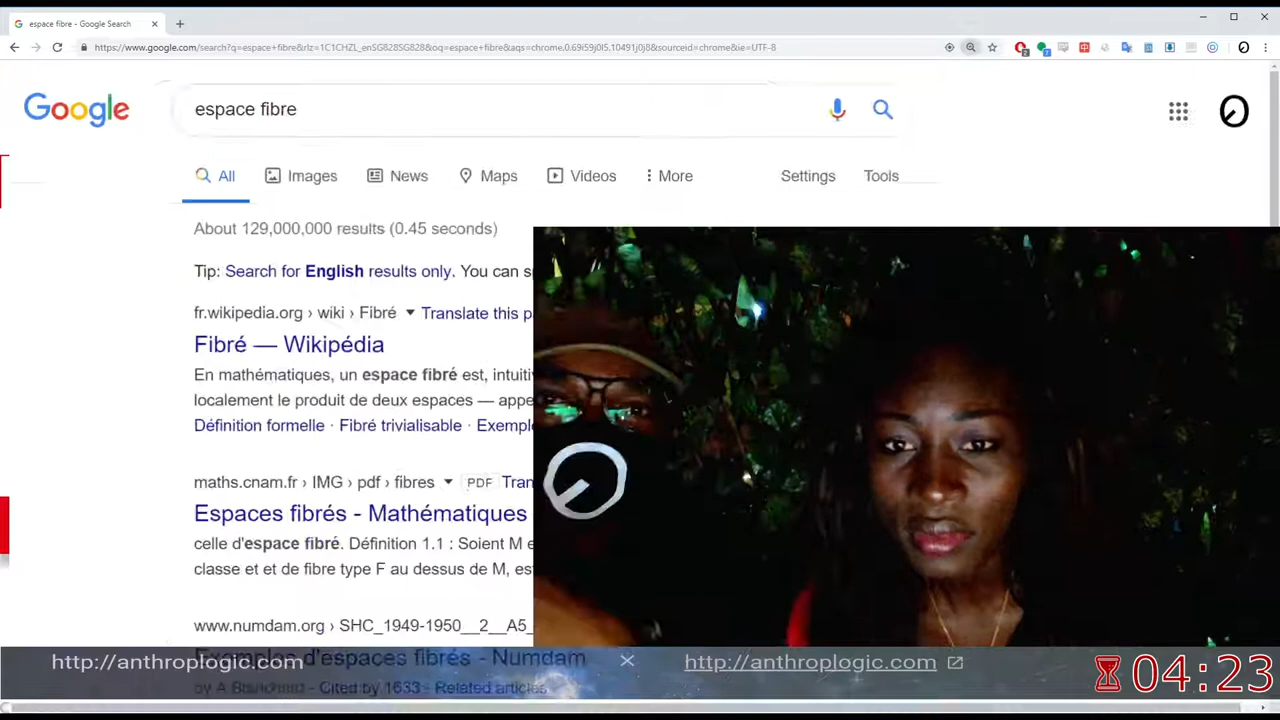 espace fibre - Google Search
https://www.google.com/search?q=espace+fibre&rlz=1C1CHZL_enSG828SG828&oq=espace+fibre&aqs=chrome.0.69i59j0l5.10491j0j8&sourceid=chrome&ie=UTF-8
Google
espace fibre
All Images News Maps Videos More Settings Tools
About 129,000,000 results (0.45 seconds)
Tip: Search for English results only. You can s
fr.wikipedia.org › wiki › Fibré Translate this p
Fibré — Wikipédia
En mathématiques, un espace fibré est, intuiti
localement le produit de deux espaces — appe
Définition formelle · Fibré trivialisable · Exempl
maths.cnam.fr › IMG › pdf › fibres PDF Tran
Espaces fibrés - Mathématiques
celle d'espace fibré. Définition 1.1 : Soient M e
classe et et de fibre type F au dessus de M, es
www.numdam.org › SHC_1949-1950__2__A5_
Exemples d'espaces fibrés - Numdam
http://anthroplogic.com
http://anthroplogic.com
by A Blanchard - Cited by 1633 - Related articles
04:23